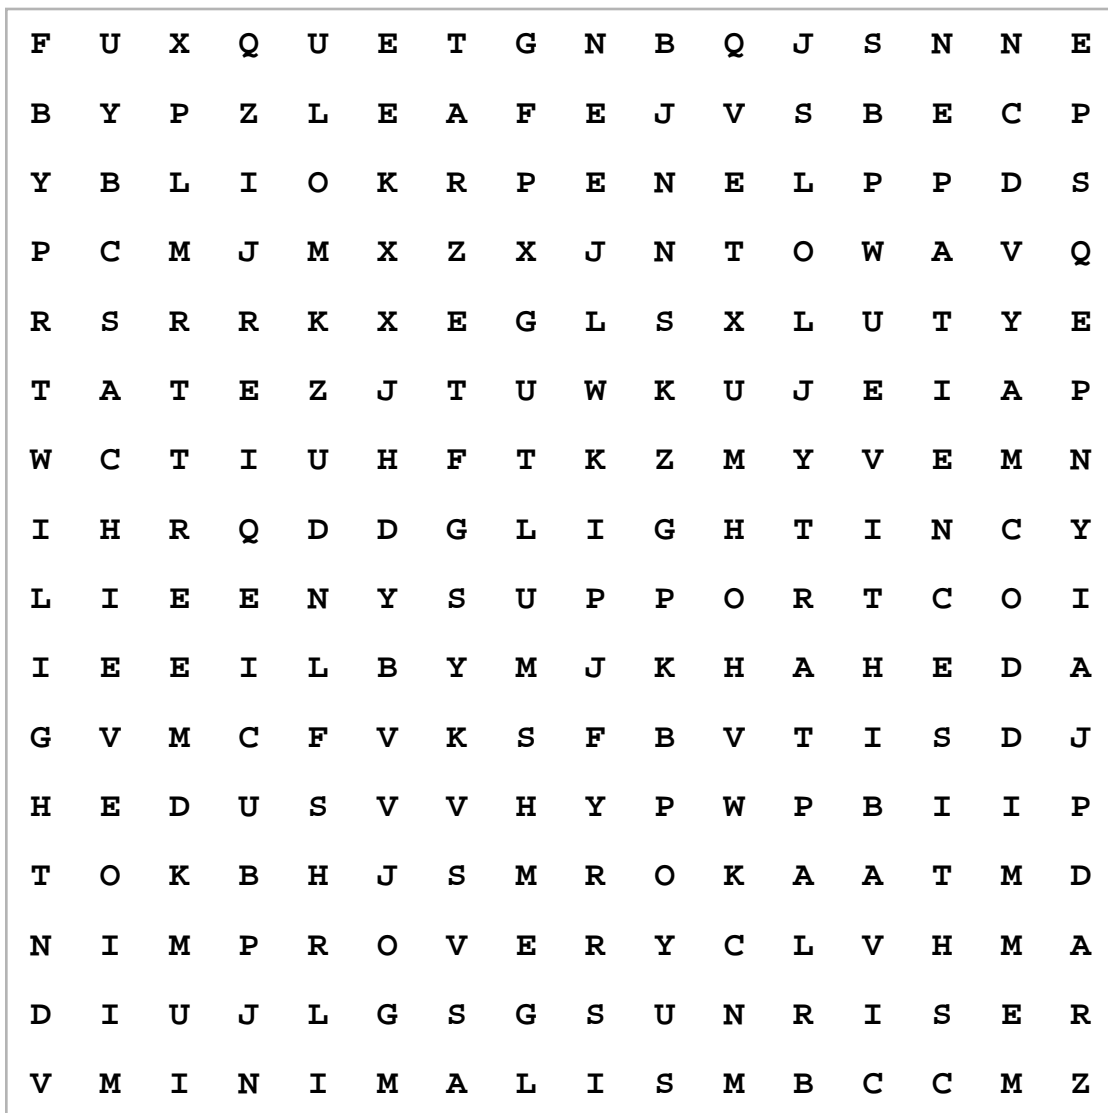 F U X Q U E T G N B Q J S N N E
B Y P Z L E A F E J V S B E C P
Y B L I O K R P E N E L P P D S
P C M J M X Z X J N T O W A V Q
R S R R K X E G L S X L U T Y E
T A T E Z J T U W K U J E I A P
W C T I U H F T K Z M Y V E M N
I H R Q D D G L I G H T I N C Y
L I E E N Y S U P P O R T C O I
I E E I L B Y M J K H A H E D A
G V M C F V K S F B V T I S D J
H E D U S V V H Y P W P B I I P
T O K B H J S M R O K A A T M D
N I M P R O V E R Y C L V H M A
D I U J L G S G S U N R I S E R
V M I N I M A L I S M B C C M Z